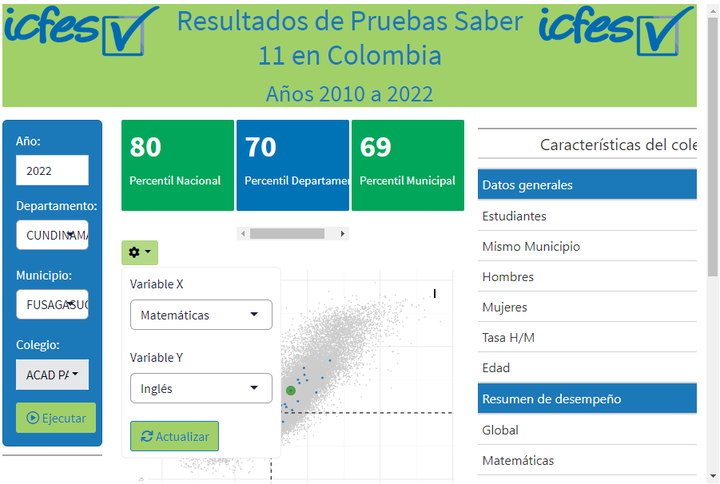 icfes
Resultados de Pruebas Saber
11 en Colombia
Años 2010 a 2022
icfes
Año:
2022
Departamento:
CUNDINAMA
Municipio:
FUSAGASUG
Colegio:
ACAD PA
Ejecutar
80
Percentil Nacional
70
Percentil Departamen
69
Percentil Municipal
Variable X
Matemáticas
Variable Y
Inglés
Actualizar
I
Características del cole
Datos generales
Estudiantes
Mismo Municipio
Hombres
Mujeres
Tasa H/M
Edad
Resumen de desempeño
Global
Matemáticas